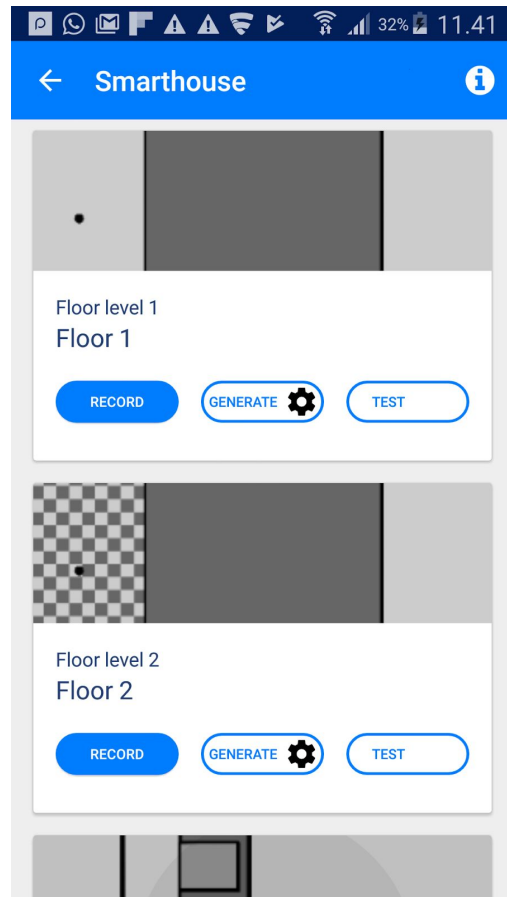 32% 11.41
Smarthouse
Floor level 1
Floor 1
RECORD GENERATE TEST
Floor level 2
Floor 2
RECORD GENERATE TEST